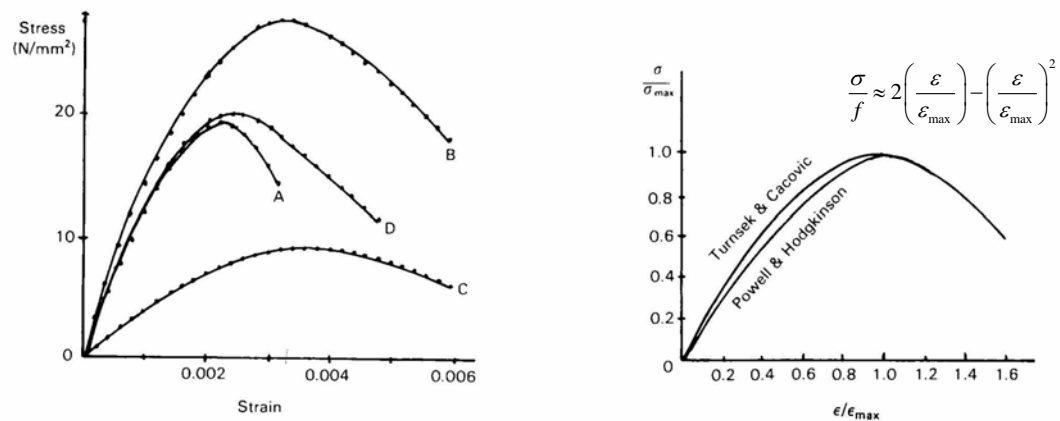 Stress
(N/mm²)
20
10
0
0.002
0.004
0.006
Strain
A
B
C
D
σ/σmax
σ/f ≈ 2(ε/εmax) − (ε/εmax)²
1.0
0.8
0.6
0.4
0.2
0
0.2 0.4 0.6 0.8 1.0 1.2 1.4 1.6
ϵ/ϵmax
Turnsek & Cacovic
Powell & Hodgkinson